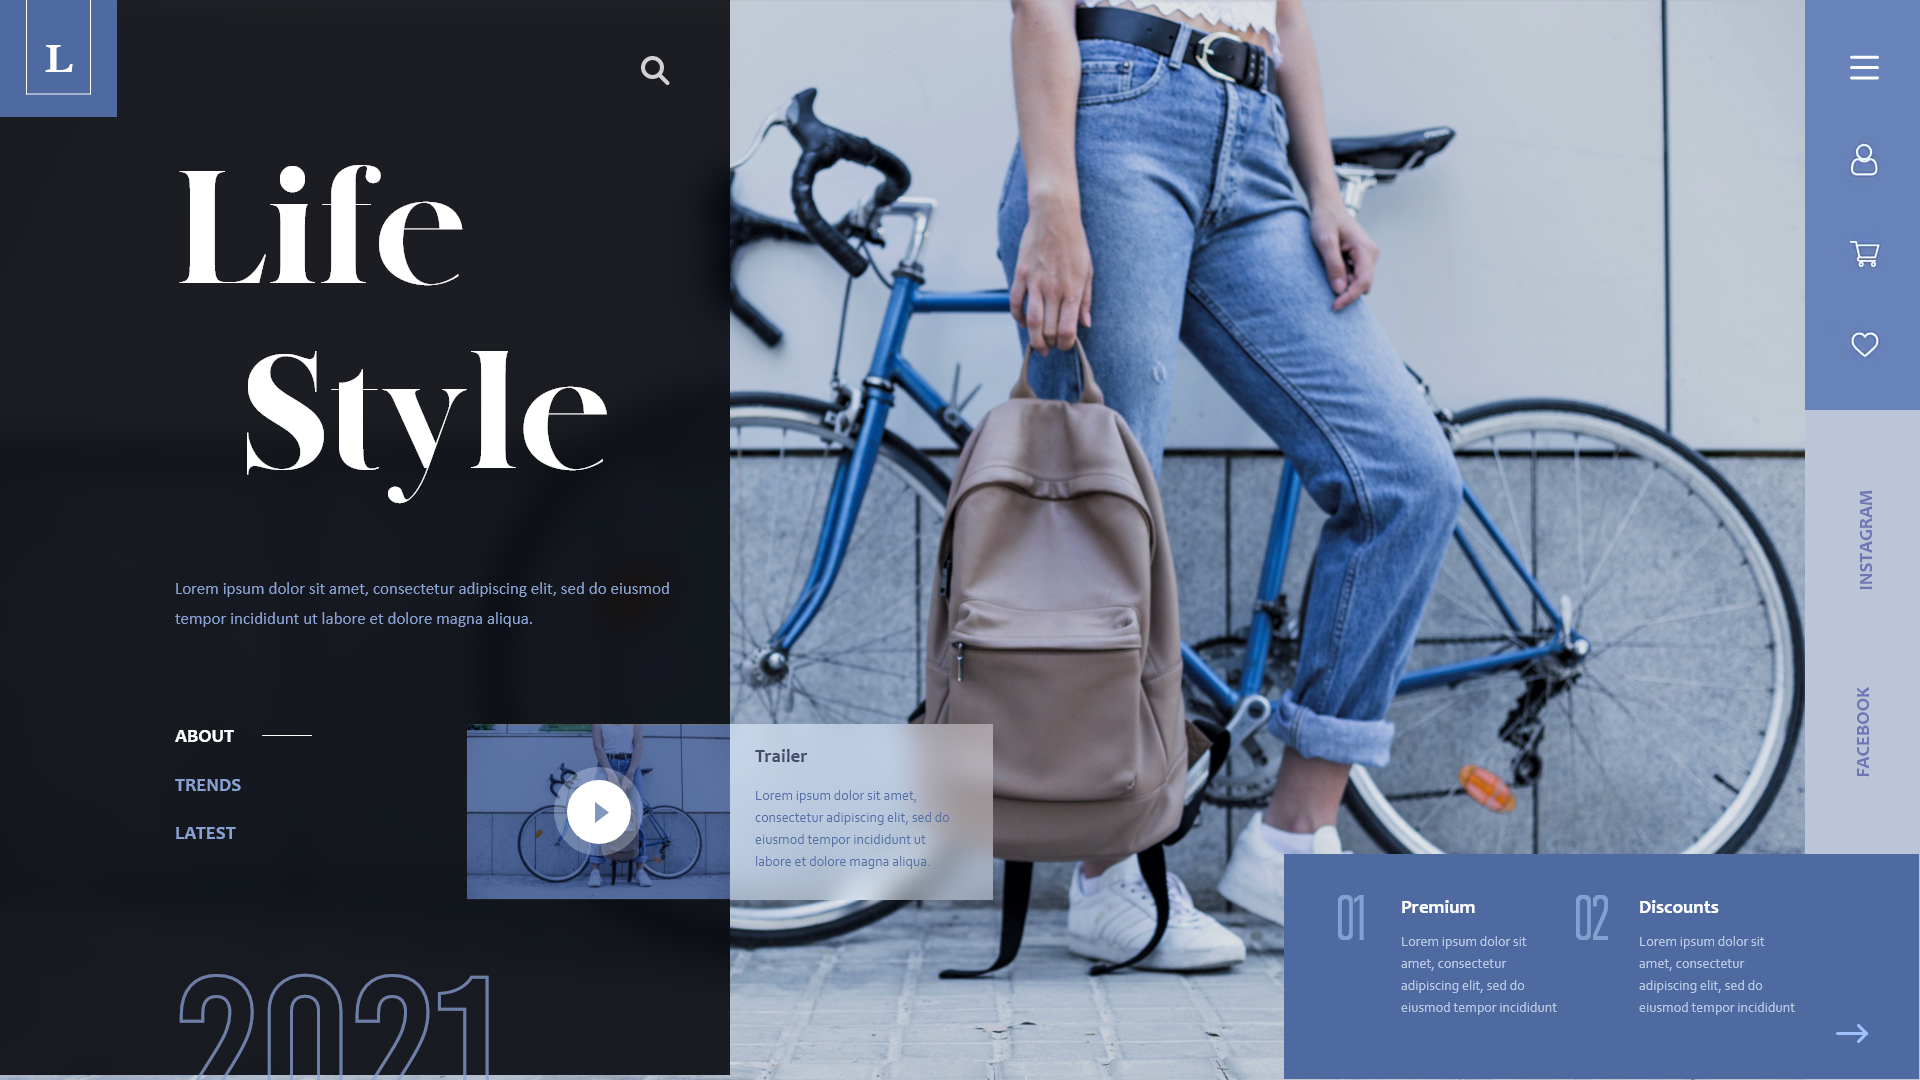 L
Life
Style
Lorem ipsum dolor sit amet, consectetur adipiscing elit, sed do eiusmod
tempor incididunt ut labore et dolore magna aliqua.
ABOUT
TRENDS
LATEST
Trailer
Lorem ipsum dolor sit amet,
consectetur adipiscing elit, sed do
eiusmod tempor incididunt ut
labore et dolore magna aliqua.
2021
INSTAGRAM
FACEBOOK
01
Premium
Lorem ipsum dolor sit
amet, consectetur
adipiscing elit, sed do
eiusmod tempor incididunt
02
Discounts
Lorem ipsum dolor sit
amet, consectetur
adipiscing elit, sed do
eiusmod tempor incididunt